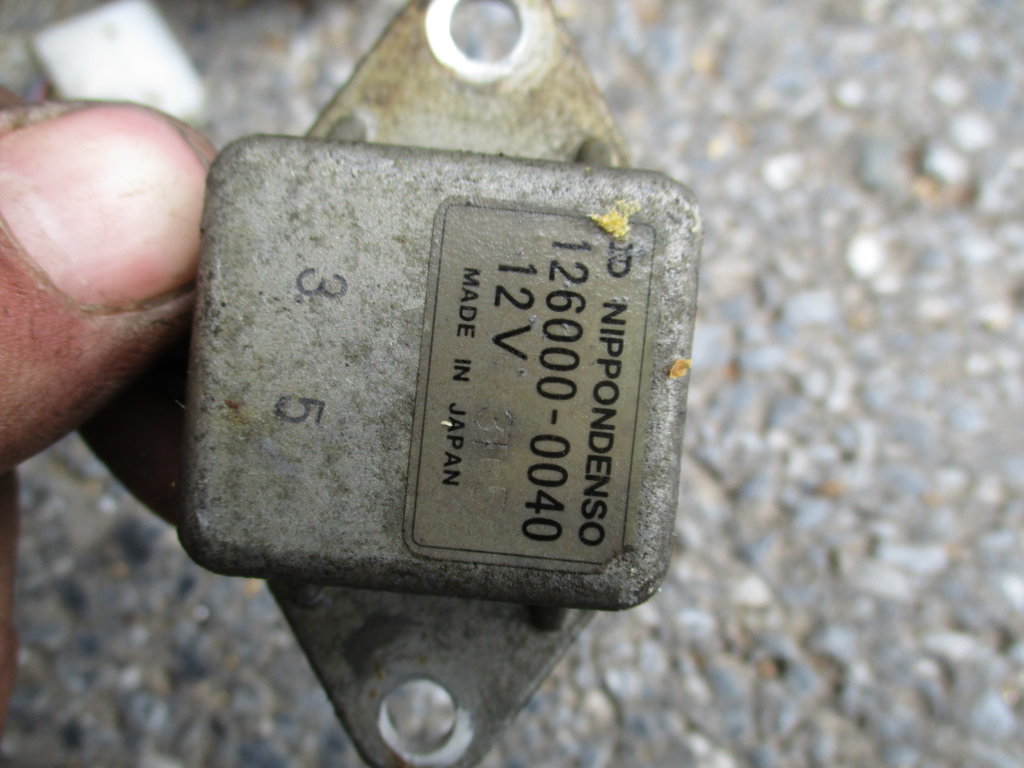 NIPPONDENSO
126000-0040
12V
MADE IN JAPAN
3 5